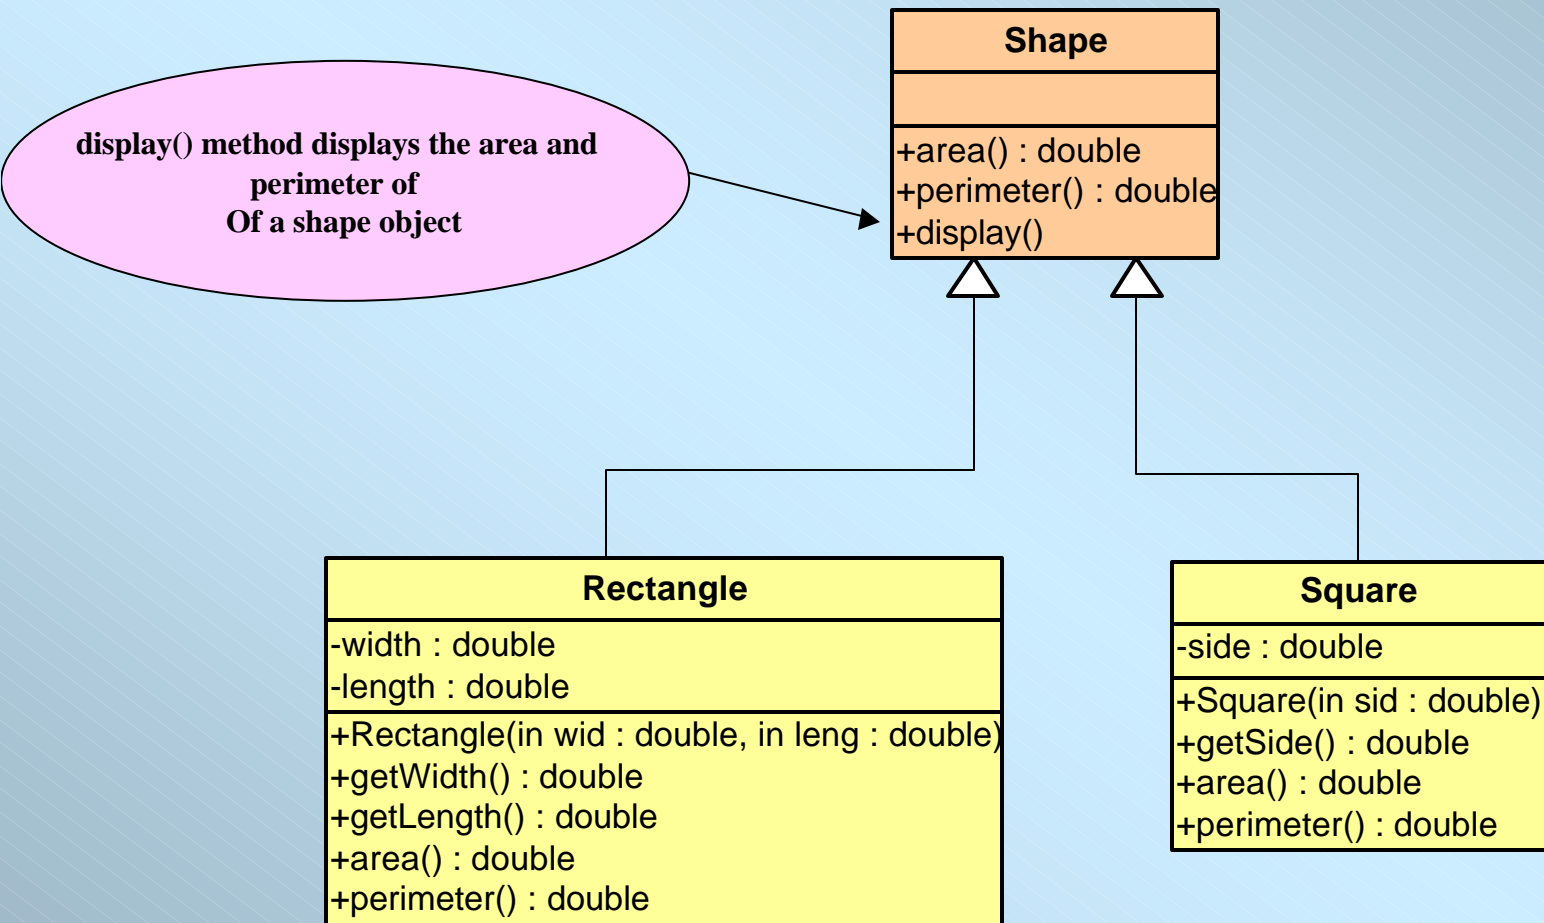 Shape
+area() : double
+perimeter() : double
+display()
display() method displays the area and
perimeter of
Of a shape object
Rectangle
-width : double
-length : double
+Rectangle(in wid : double, in leng : double)
+getWidth() : double
+getLength() : double
+area() : double
+perimeter() : double
Square
-side : double
+Square(in sid : double)
+getSide() : double
+area() : double
+perimeter() : double